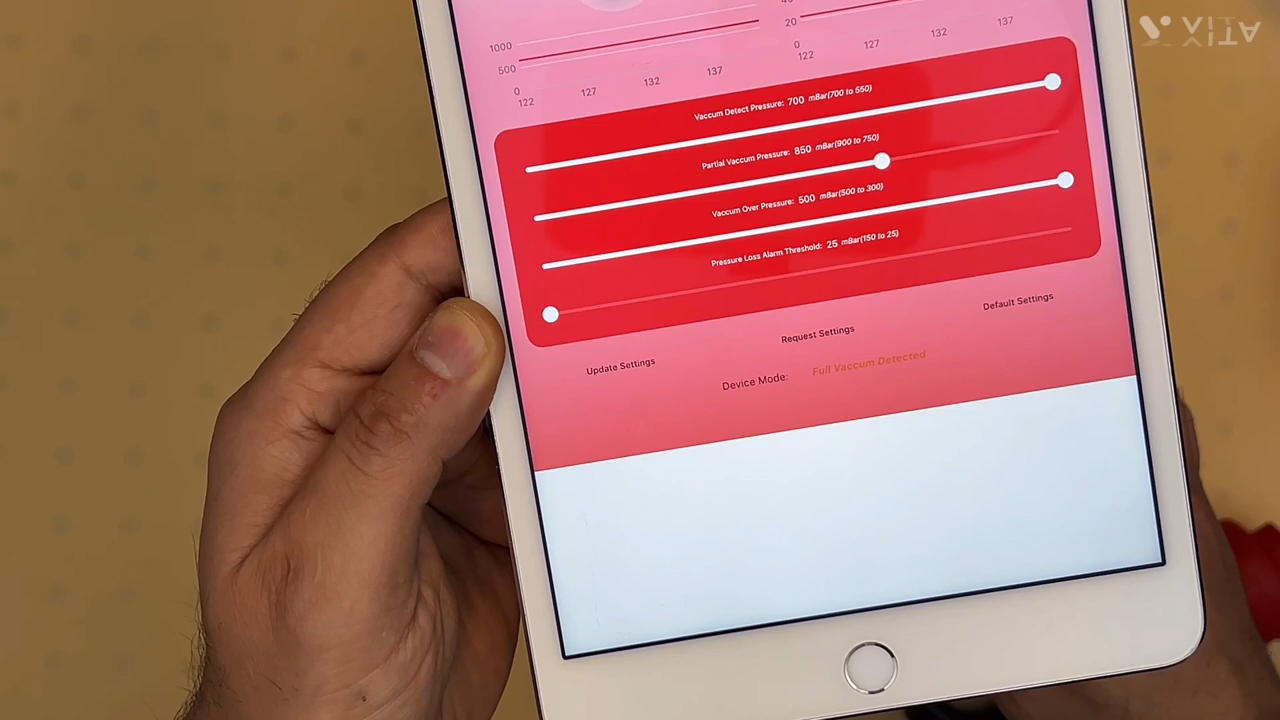 1000
500
0
122 127 132 137
40
20
0
122 127 132 137
Vaccum Detect Pressure: 700 mBar(700 to 550)
Partial Vaccum Pressure: 850 mBar(900 to 750)
Vaccum Over Pressure: 500 mBar(500 to 300)
Pressure Loss Alarm Threshold: 25 mBar(150 to 25)
Update Settings Request Settings Default Settings
Device Mode: Full Vaccum Detected